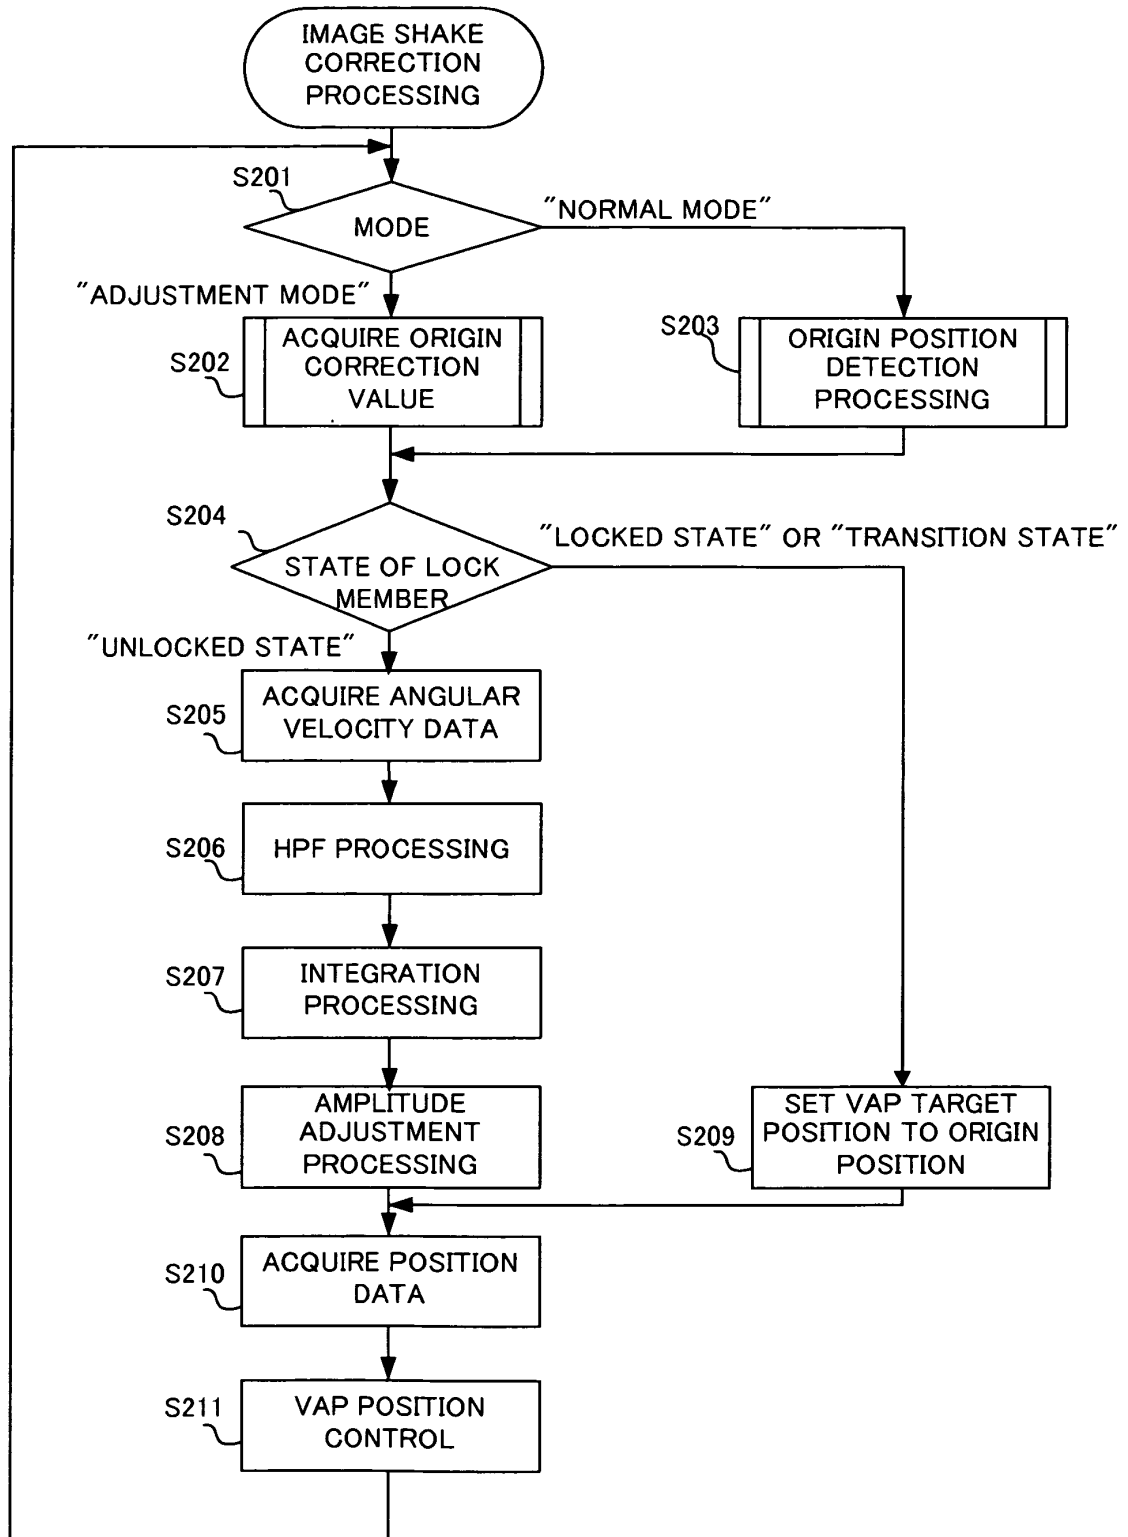 IMAGE SHAKE
CORRECTION
PROCESSING
S201
MODE
"NORMAL MODE"
"ADJUSTMENT MODE"
S202
ACQUIRE ORIGIN
CORRECTION
VALUE
S203
ORIGIN POSITION
DETECTION
PROCESSING
S204
STATE OF LOCK
MEMBER
"LOCKED STATE" OR "TRANSITION STATE"
"UNLOCKED STATE"
S205
ACQUIRE ANGULAR
VELOCITY DATA
S206
HPF PROCESSING
S207
INTEGRATION
PROCESSING
S208
AMPLITUDE
ADJUSTMENT
PROCESSING
S209
SET VAP TARGET
POSITION TO ORIGIN
POSITION
S210
ACQUIRE POSITION
DATA
S211
VAP POSITION
CONTROL